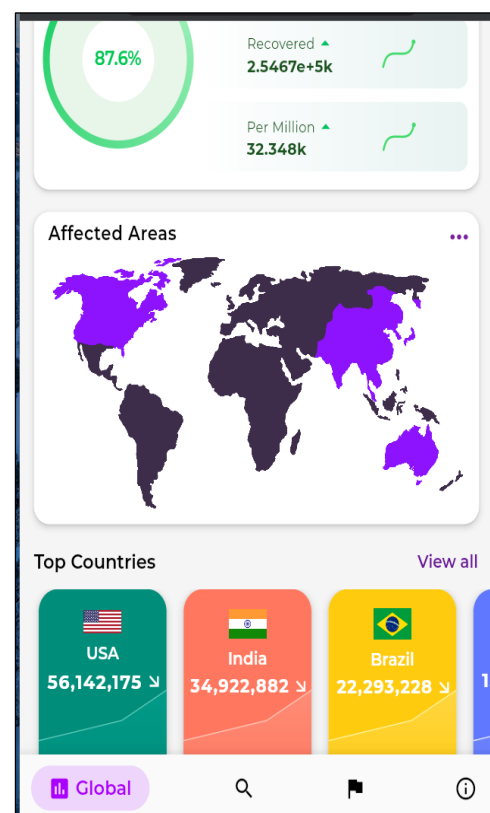 87.6%
Recovered
2.5467e+5k
Per Million
32.348k
Affected Areas
Top Countries
View all
USA
56,142,175
India
34,922,882
Brazil
22,293,228
1
Global